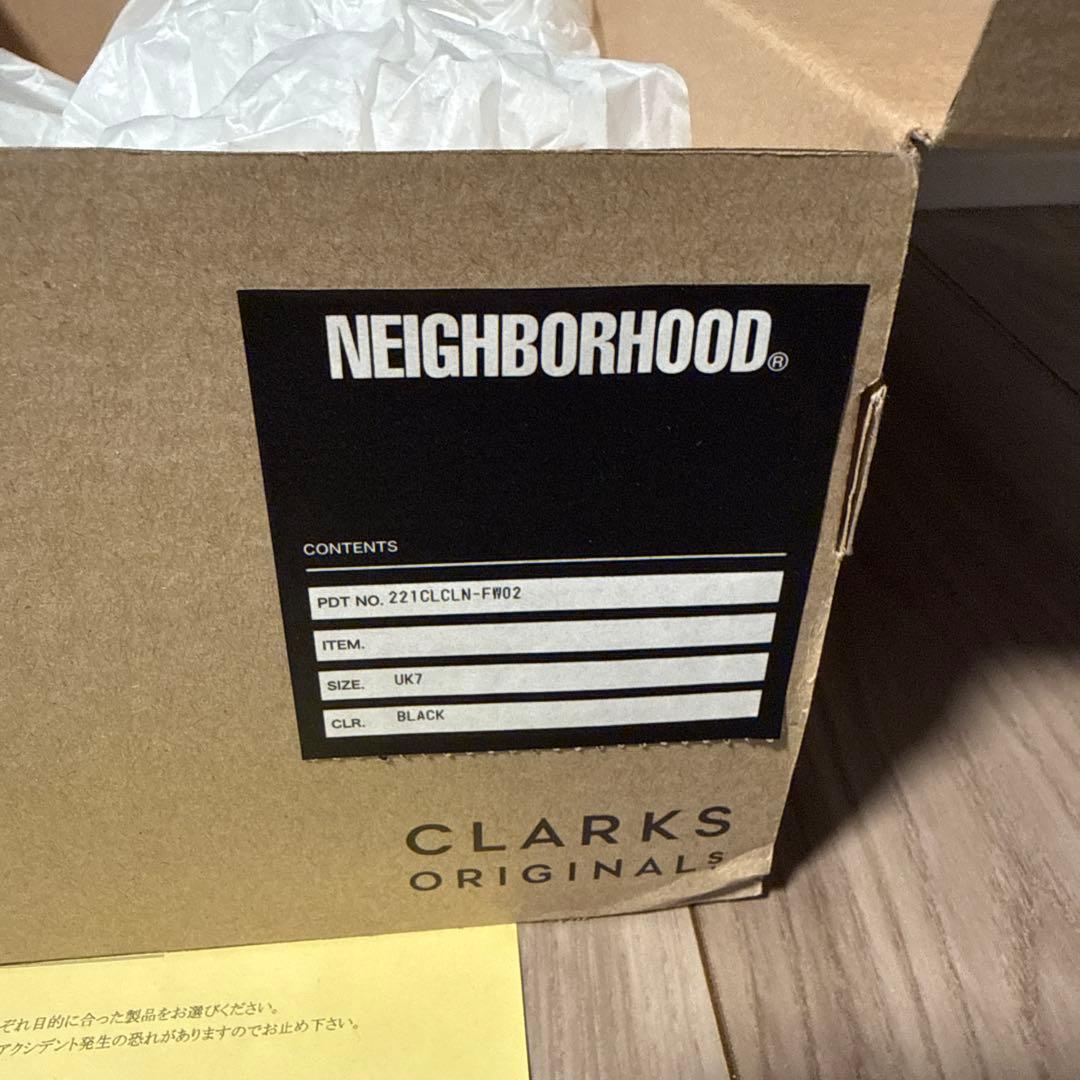 NEIGHBORHOOD®
CONTENTS
PDT NO. 221CLCLN-FW02
ITEM.
SIZE. UK7
CLR. BLACK
CLARKS
ORIGINALS
ぞれ目的に合った製品をお選びください。
アクシデント発生の恐れがありますのでお止め下さい。